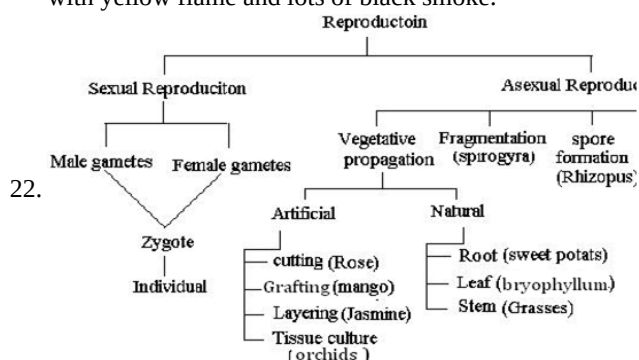 with yellow flame and lots of black smoke.
Reproductoin
Sexual Reproduciton
Asexual Reproduc
Male gametes
Female gametes
Vegetative
propagation
Fragmentation
(spirogyra)
spore
formation
(Rhizopus)
22.
Zygote
Individual
Artificial
Natural
cutting (Rose)
Grafting (mango)
Layering (Jasmine)
Tissue culture
(orchids)
Root (sweet potats)
Leaf (bryophyllum)
Stem (Grasses)